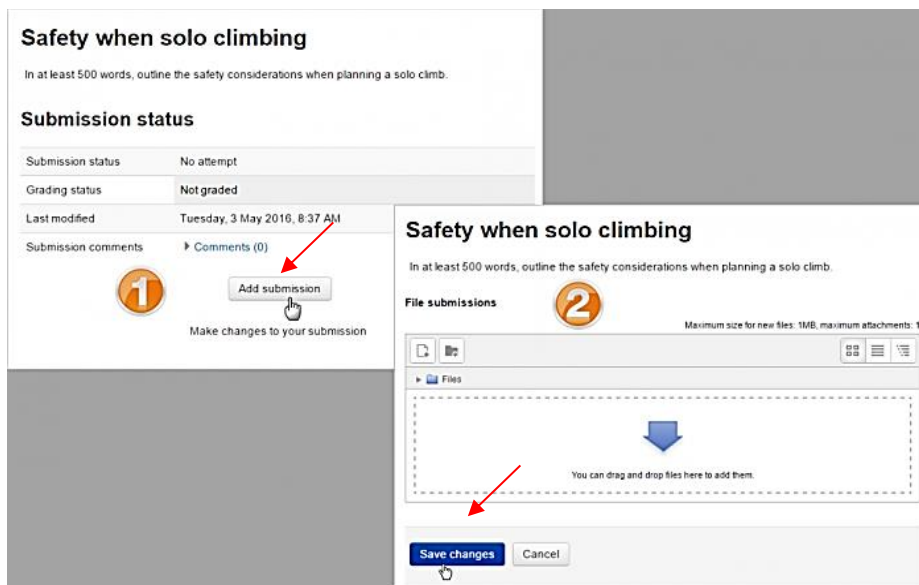 Safety when solo climbing
In at least 500 words, outline the safety considerations when planning a solo climb.
Submission status
Submission status No attempt
Grading status Not graded
Last modified Tuesday, 3 May 2016, 8:37 AM
Submission comments Comments (0)
1
Add submission
Make changes to your submission
Safety when solo climbing
In at least 500 words, outline the safety considerations when planning a solo climb.
File submissions
2
Maximum size for new files: 1MB, maximum attachments: 1
Files
You can drag and drop files here to add them.
Save changes Cancel